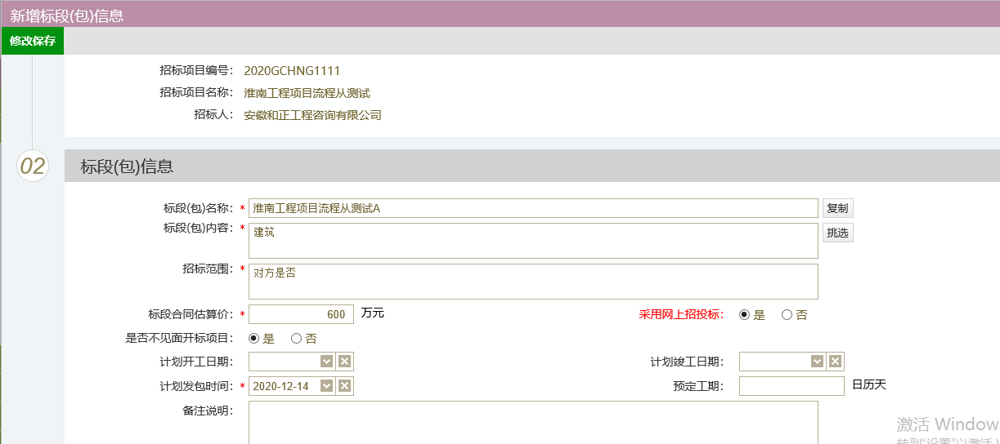 新增标段(包)信息
修改保存
招标项目编号： 2020GCHNG1111
招标项目名称： 淮南工程项目流程从测试
招标人： 安徽和正工程咨询有限公司
02 标段(包)信息
标段(包)名称： * 淮南工程项目流程从测试A 复制
标段(包)内容： * 建筑 挑选
招标范围： * 对方是否
标段合同估算价： * 600 万元 采用网上招投标： 是 否
是否不见面开标项目： 是 否
计划开工日期： 计划竣工日期：
计划发包时间： * 2020-12-14 预定工期： 日历天
备注说明：
激活 Window
转到"设置"以激活